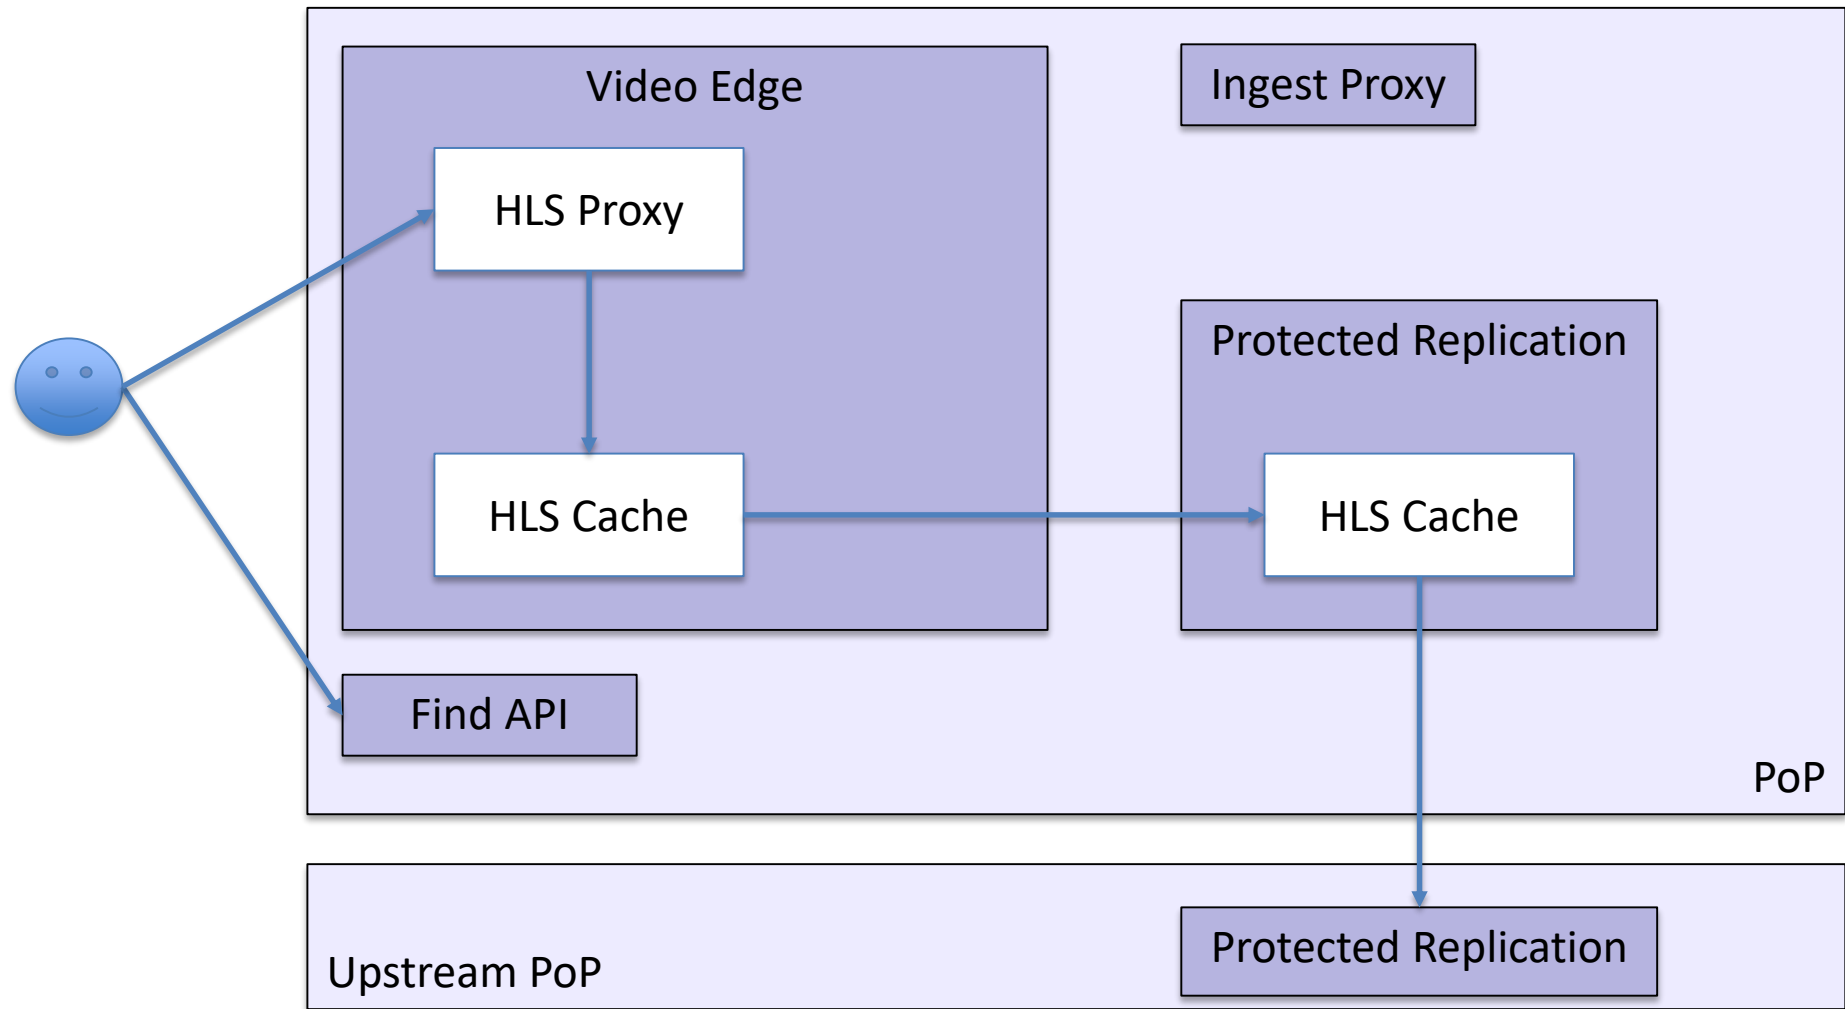 Video Edge
Ingest Proxy
HLS Proxy
Protected Replication
HLS Cache
HLS Cache
Find API
PoP
Upstream PoP
Protected Replication